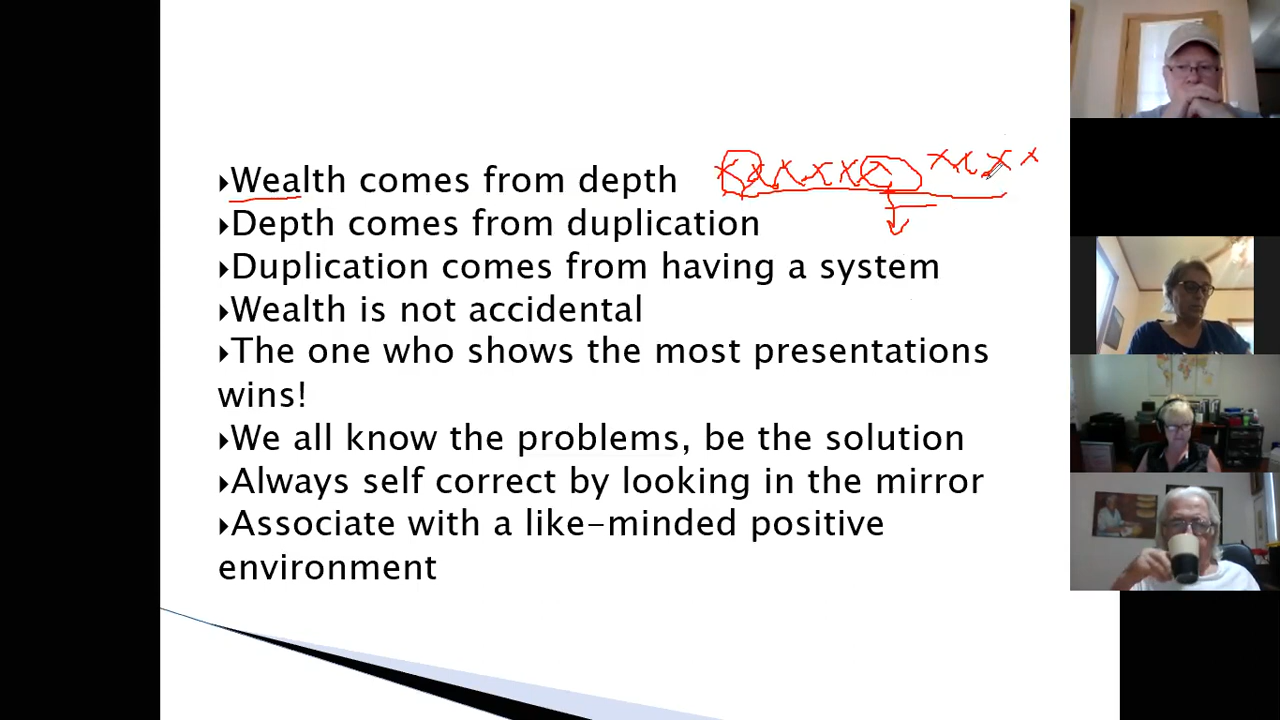 Wealth comes from depth x x x x x x x x x x
Depth comes from duplication
Duplication comes from having a system
Wealth is not accidental
The one who shows the most presentations
wins!
We all know the problems, be the solution
Always self correct by looking in the mirror
Associate with a like-minded positive
environment